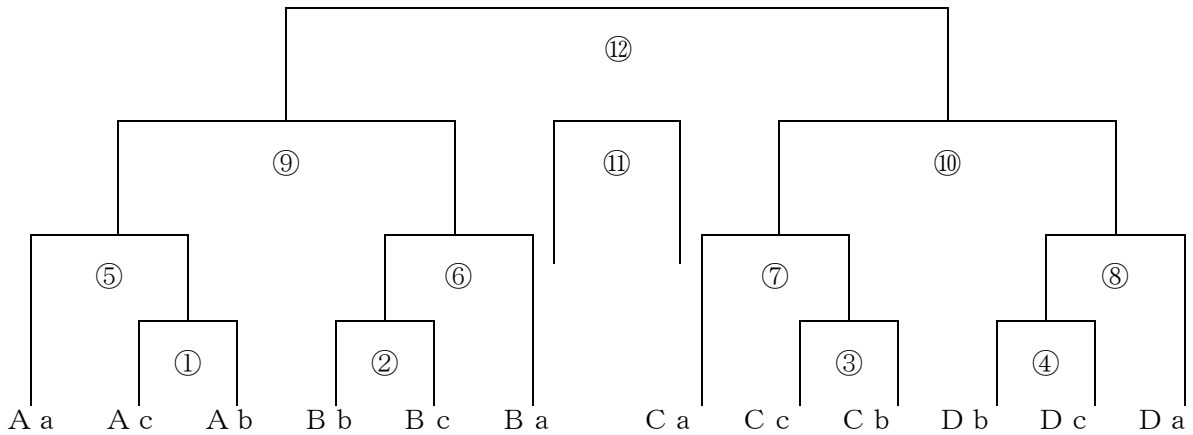 ⑫
⑨ ⑪ ⑩
⑤ ⑥ ⑦ ⑧
① ② ③ ④
A a A c A b B b B c B a C a C c C b D b D c D a